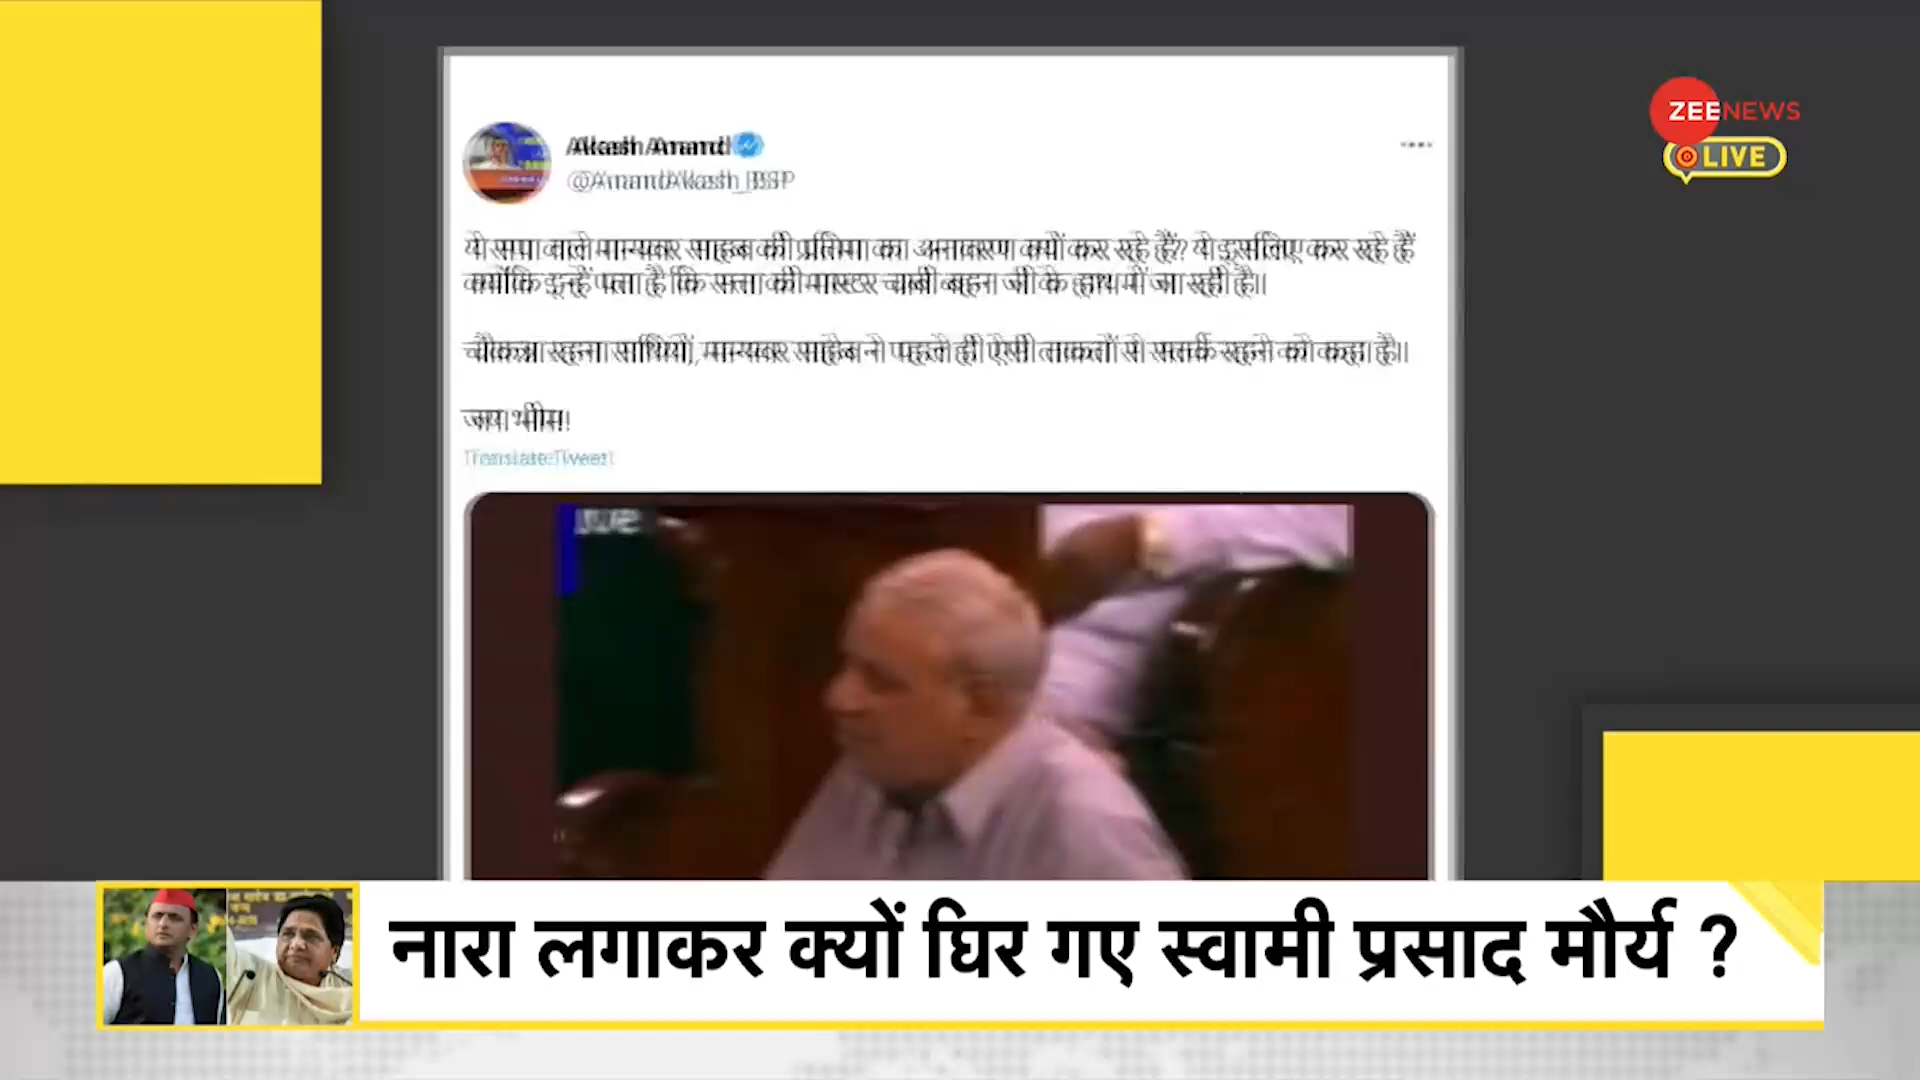 ZEENEWS
LIVE
Akash Anand
@AnandAkash_BSP
ये सपा वाले मान्यवर साहब की प्रतिमा का अनावरण क्यों कर रहे हैं? ये इसलिए कर रहे हैं
क्योंकि इन्हें पता है कि सत्ता की मास्टर चाबी बहन जी के हाथ में जा रही है।
चौकन्ना रहना साथियों, मान्यवर साहेब ने पहले ही ऐसी ताकतों से सतर्क रहने को कहा है।
जय भीम!
Translate Tweet
Live
नारा लगाकर क्यों घिर गए स्वामी प्रसाद मौर्य ?